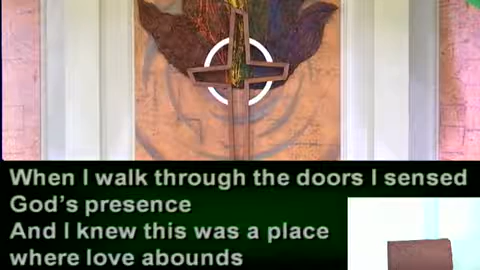 When I walk through the doors I sensed
God's presence
And I knew this was a place
where love abounds